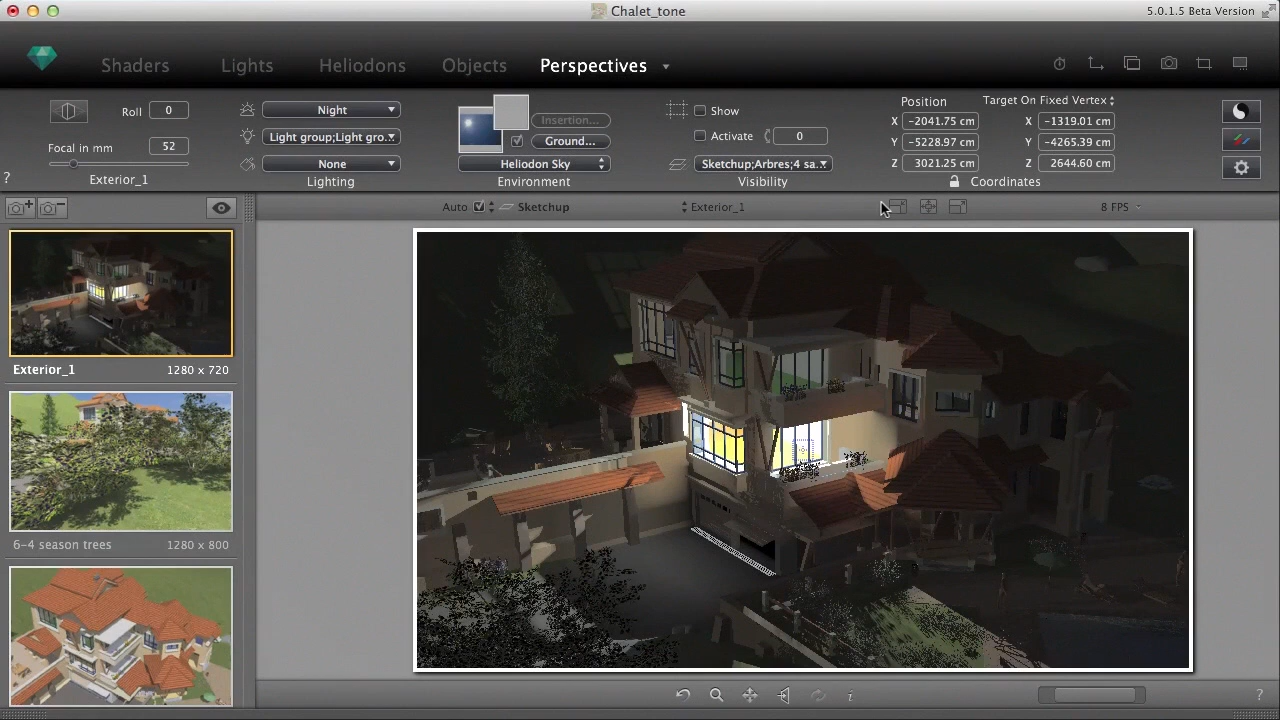 Chalet_tone
5.0.1.5 Beta Version
Shaders Lights Heliodons Objects Perspectives
Roll 0
Focal in mm 52
?
Exterior_1
Night
Light group;Light gro.
None
Lighting
Insertion...
Ground...
Heliodon Sky
Environment
Show
Activate 0
Sketchup;Arbres;4 sa..
Visibility
Position Target On Fixed Vertex
X -2041.75 cm X -1319.01 cm
Y -5228.97 cm Y -4265.39 cm
Z 3021.25 cm Z 2644.60 cm
Coordinates
Auto Sketchup Exterior_1 8 FPS
Exterior_1 1280 x 720
6-4 season trees 1280 x 800
i
?